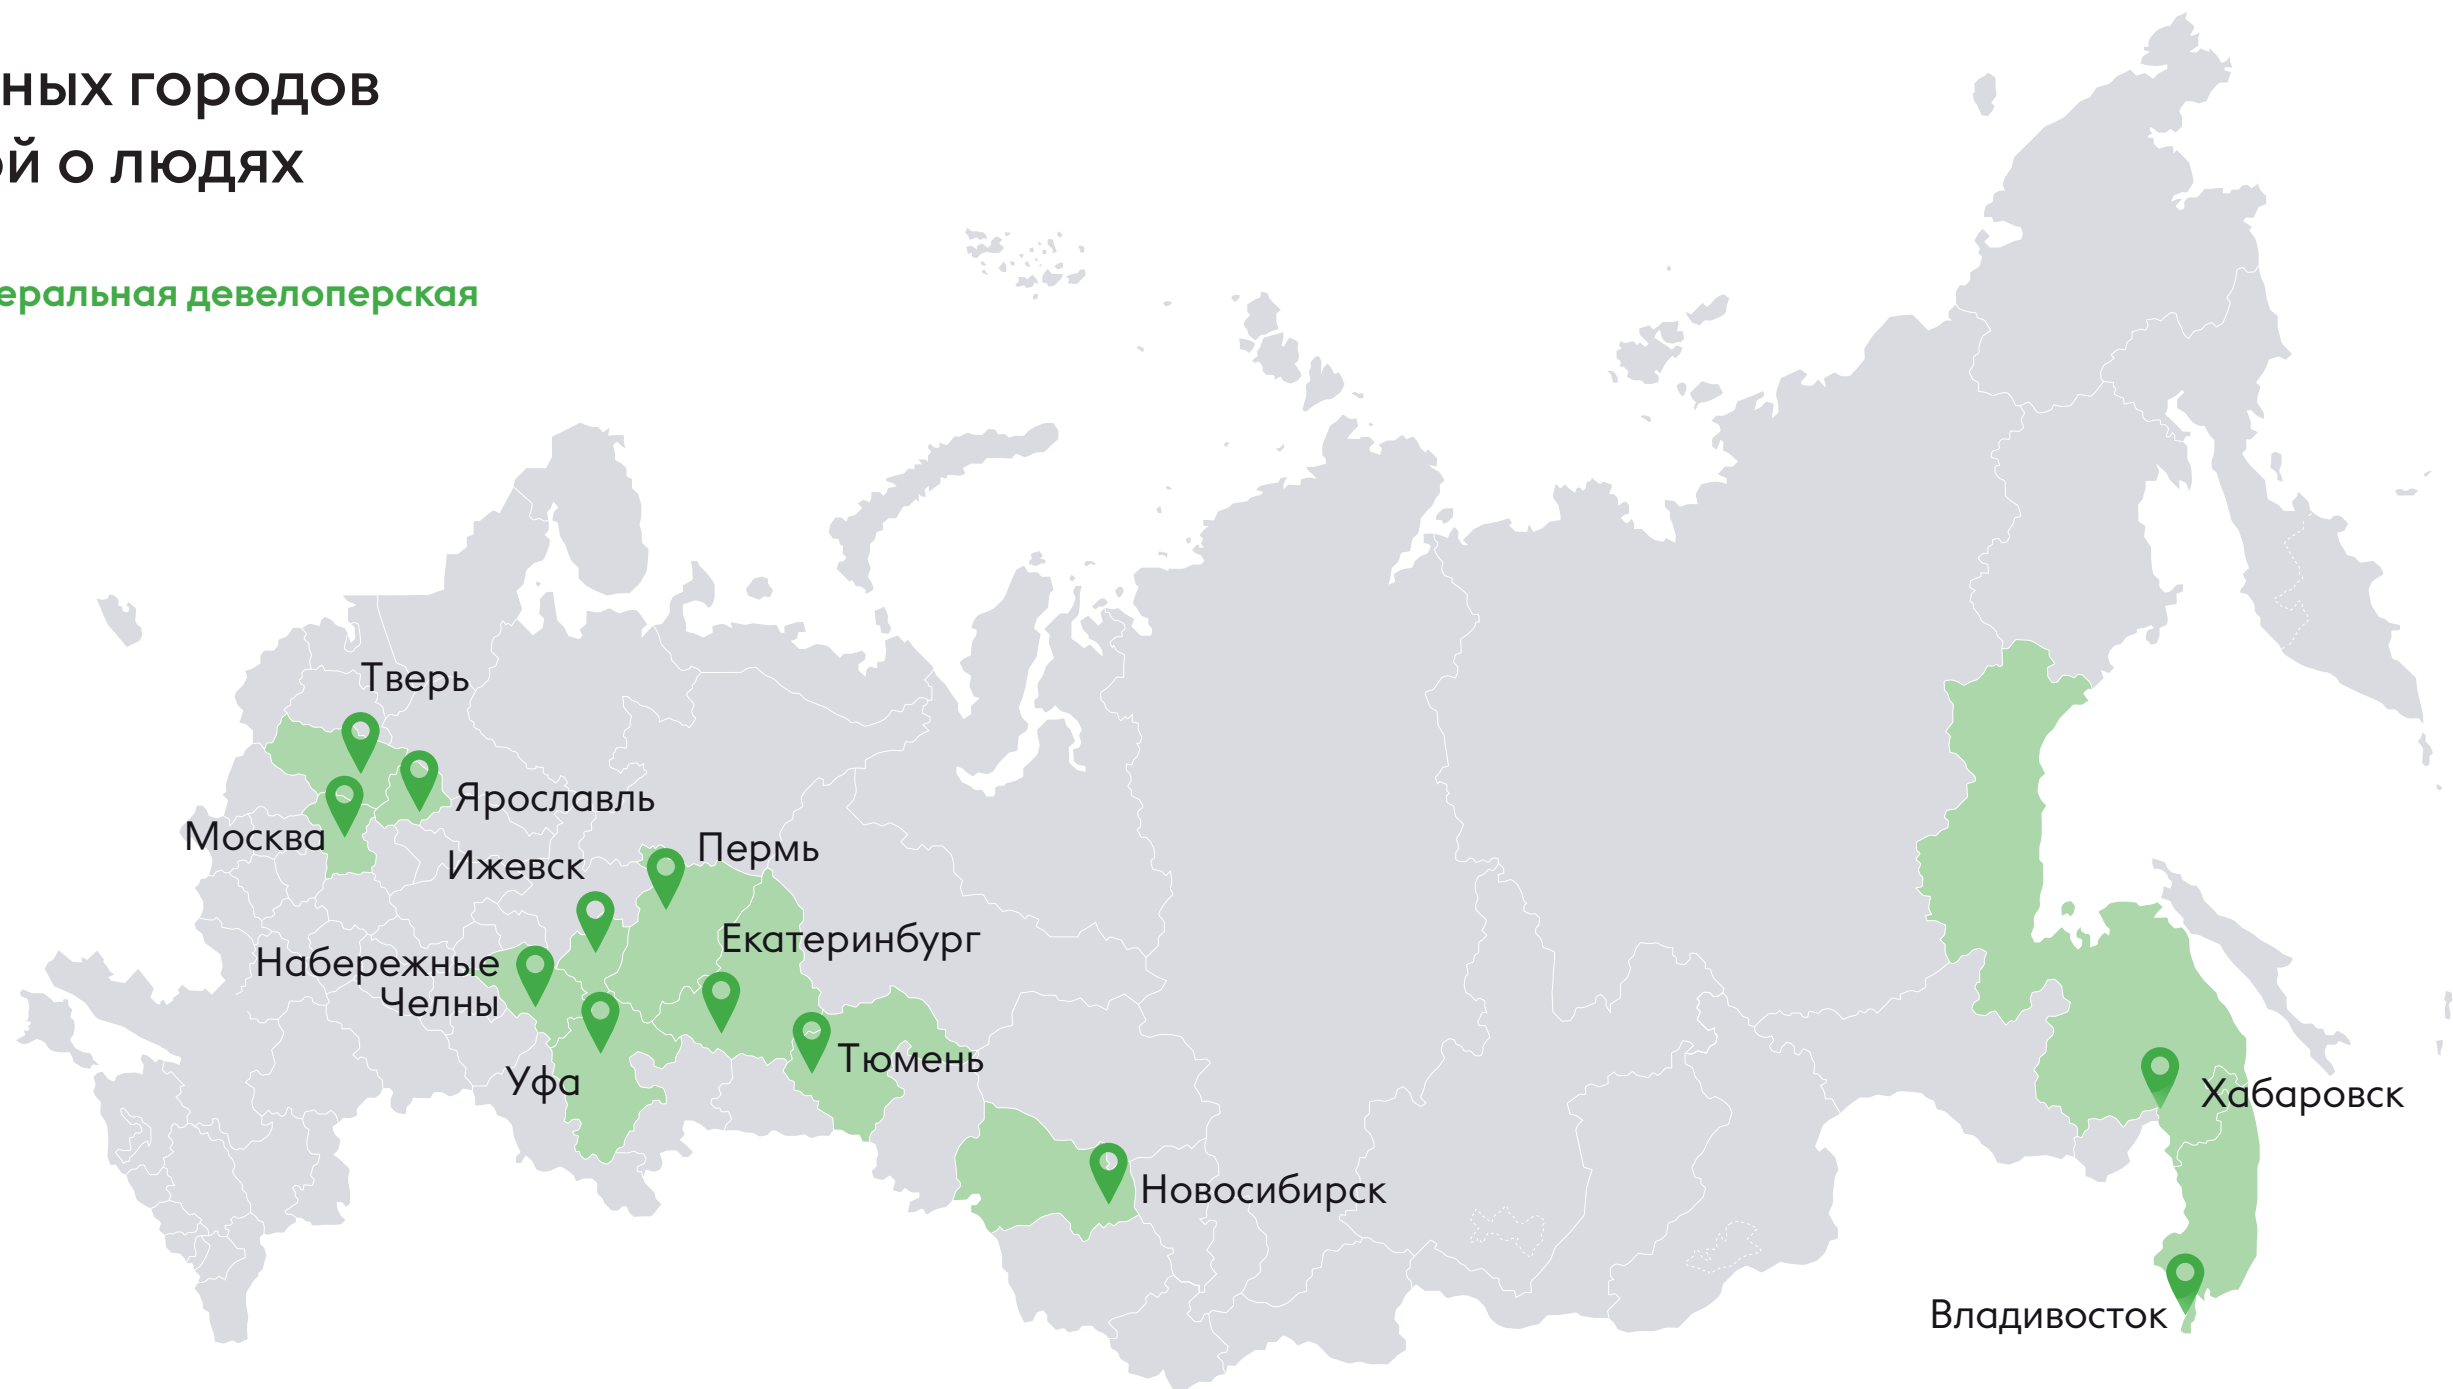 ных городов
ой о людях
еральная девелоперская
Тверь
Ярославль
Москва
Пермь
Ижевск
Екатеринбург
Набережные
Челны
Тюмень
Уфа
Хабаровск
Новосибирск
Владивосток